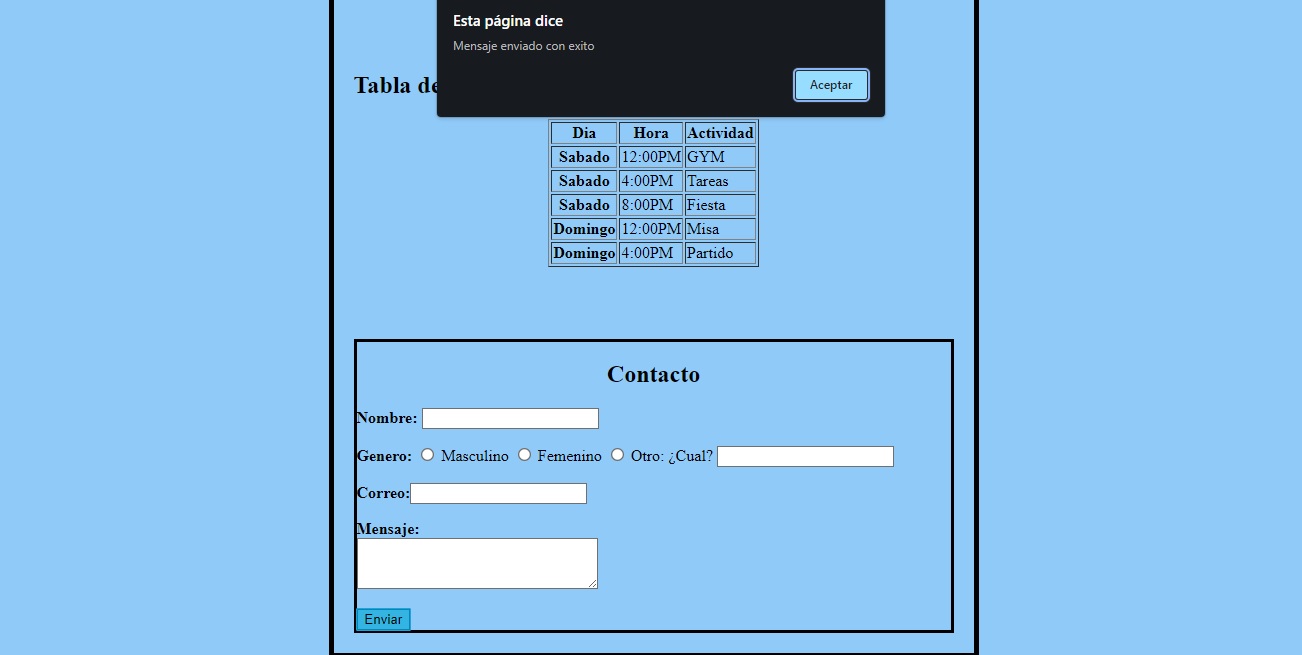 Esta página dice
Mensaje enviado con exito
Aceptar
Tabla de
Dia Hora Actividad
Sabado 12:00PM GYM
Sabado 4:00PM Tareas
Sabado 8:00PM Fiesta
Domingo 12:00PM Misa
Domingo 4:00PM Partido
Contacto
Nombre:
Genero: Masculino Femenino Otro: ¿Cual?
Correo:
Mensaje:
Enviar